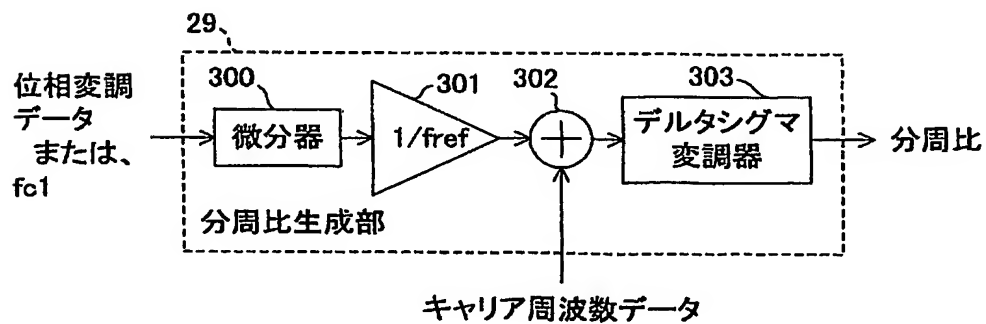 29
位相変調
データ
または、
fc1
300
微分器
301
1/fref
302
+
303
デルタシグマ
変調器
分周比
分周比生成部
キャリア周波数データ